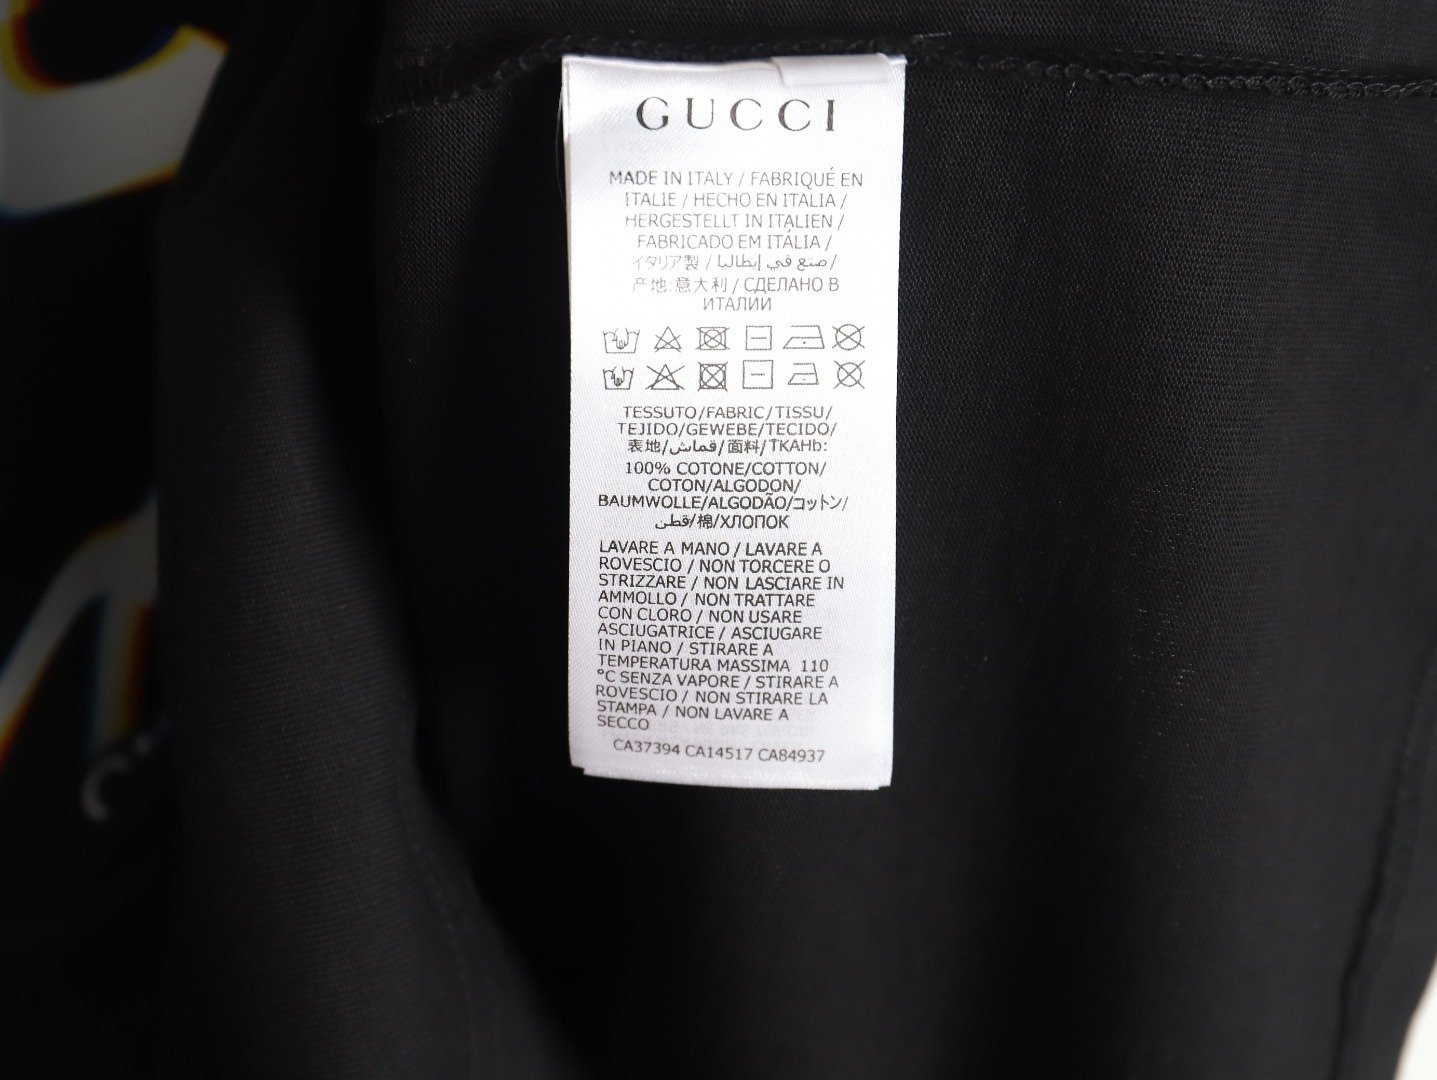 GUCCI
MADE IN ITALY / FABRIQUÉ EN
ITALIE / HECHO EN ITALIA /
HERGESTELLT IN ITALIEN /
FABRICADO EM ITÁLIA /
イタリア製 / صنع في إيطاليا /
产地:意大利 / СДЕЛАНО В
ИТАЛИИ
TESSUTO/FABRIC/TISSU/
TEJIDO/GEWEBE/TECIDO/
表地/قماش/面料/TKAHb:
100% COTONE/COTTON/
COTON/ALGODON/
BAUMWOLLE/ALGODÃO/コットン/
قطن/棉/ХЛОПОК
LAVARE A MANO / LAVARE A
ROVESCIO / NON TORCERE O
STRIZZARE / NON LASCIARE IN
AMMOLLO / NON TRATTARE
CON CLORO / NON USARE
ASCIUGATRICE / ASCIUGARE
IN PIANO / STIRARE A
TEMPERATURA MASSIMA 110
°C SENZA VAPORE / STIRARE A
ROVESCIO / NON STIRARE LA
STAMPA / NON LAVARE A
SECCO
CA37394 CA14517 CA84937